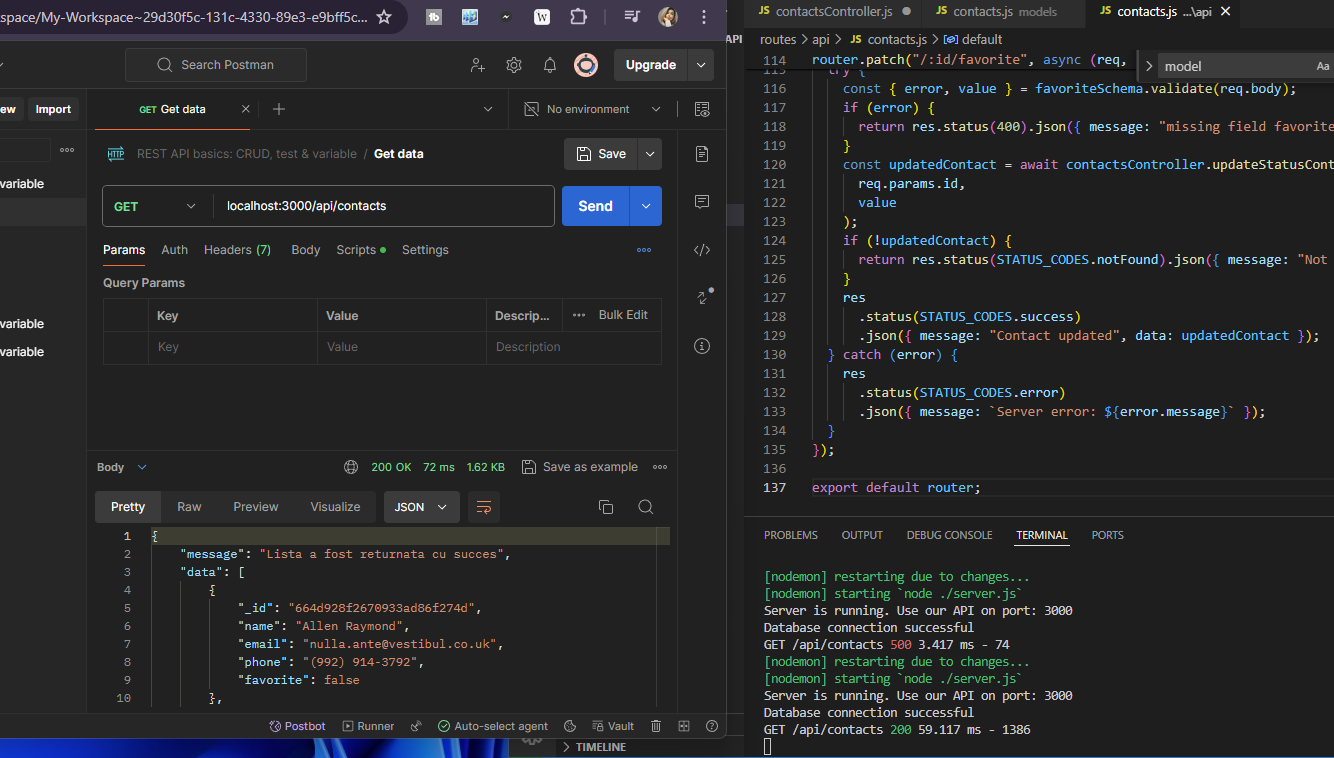 space/My-Workspace~29d30f5c-131c-4330-89e3-e9bff5c...
Search Postman
Upgrade
ew
Import
GET Get data
No environment
REST API basics: CRUD, test & variable / Get data
Save
variable
GET
localhost:3000/api/contacts
Send
Params
Auth
Headers (7)
Body
Scripts
Settings
Query Params
Key
Value
Descrip...
Bulk Edit
Key
Value
Description
variable
variable
Body
200 OK
72 ms
1.62 KB
Save as example
Pretty
Raw
Preview
Visualize
JSON
1 {
2 "message": "Lista a fost returnata cu succes",
3 "data": [
4 {
5 "_id": "664d928f2670933ad86f274d",
6 "name": "Allen Raymond",
7 "email": "nulla.ante@vestibul.co.uk",
8 "phone": "(992) 914-3792",
9 "favorite": false
10 },
Postbot
Runner
Auto-select agent
Vault
API
JS contactsController.js
JS contacts.js models
JS contacts.js ...\api
routes > api > JS contacts.js > default
model
Aa
114 router.patch("/:id/favorite", async (req,
115 try {
116 const { error, value } = favoriteSchema.validate(req.body);
117 if (error) {
118 return res.status(400).json({ message: "missing field favorite
119 }
120 const updatedContact = await contactsController.updateStatusCont
121 req.params.id,
122 value
123 );
124 if (!updatedContact) {
125 return res.status(STATUS_CODES.notFound).json({ message: "Not
126 }
127 res
128 .status(STATUS_CODES.success)
129 .json({ message: "Contact updated", data: updatedContact });
130 } catch (error) {
131 res
132 .status(STATUS_CODES.error)
133 .json({ message: `Server error: ${error.message}` });
134 }
135 });
136
137 export default router;
PROBLEMS
OUTPUT
DEBUG CONSOLE
TERMINAL
PORTS
[nodemon] restarting due to changes...
[nodemon] starting `node ./server.js`
Server is running. Use our API on port: 3000
Database connection successful
GET /api/contacts 500 3.417 ms - 74
[nodemon] restarting due to changes...
[nodemon] starting `node ./server.js`
Server is running. Use our API on port: 3000
Database connection successful
GET /api/contacts 200 59.117 ms - 1386
TIMELINE